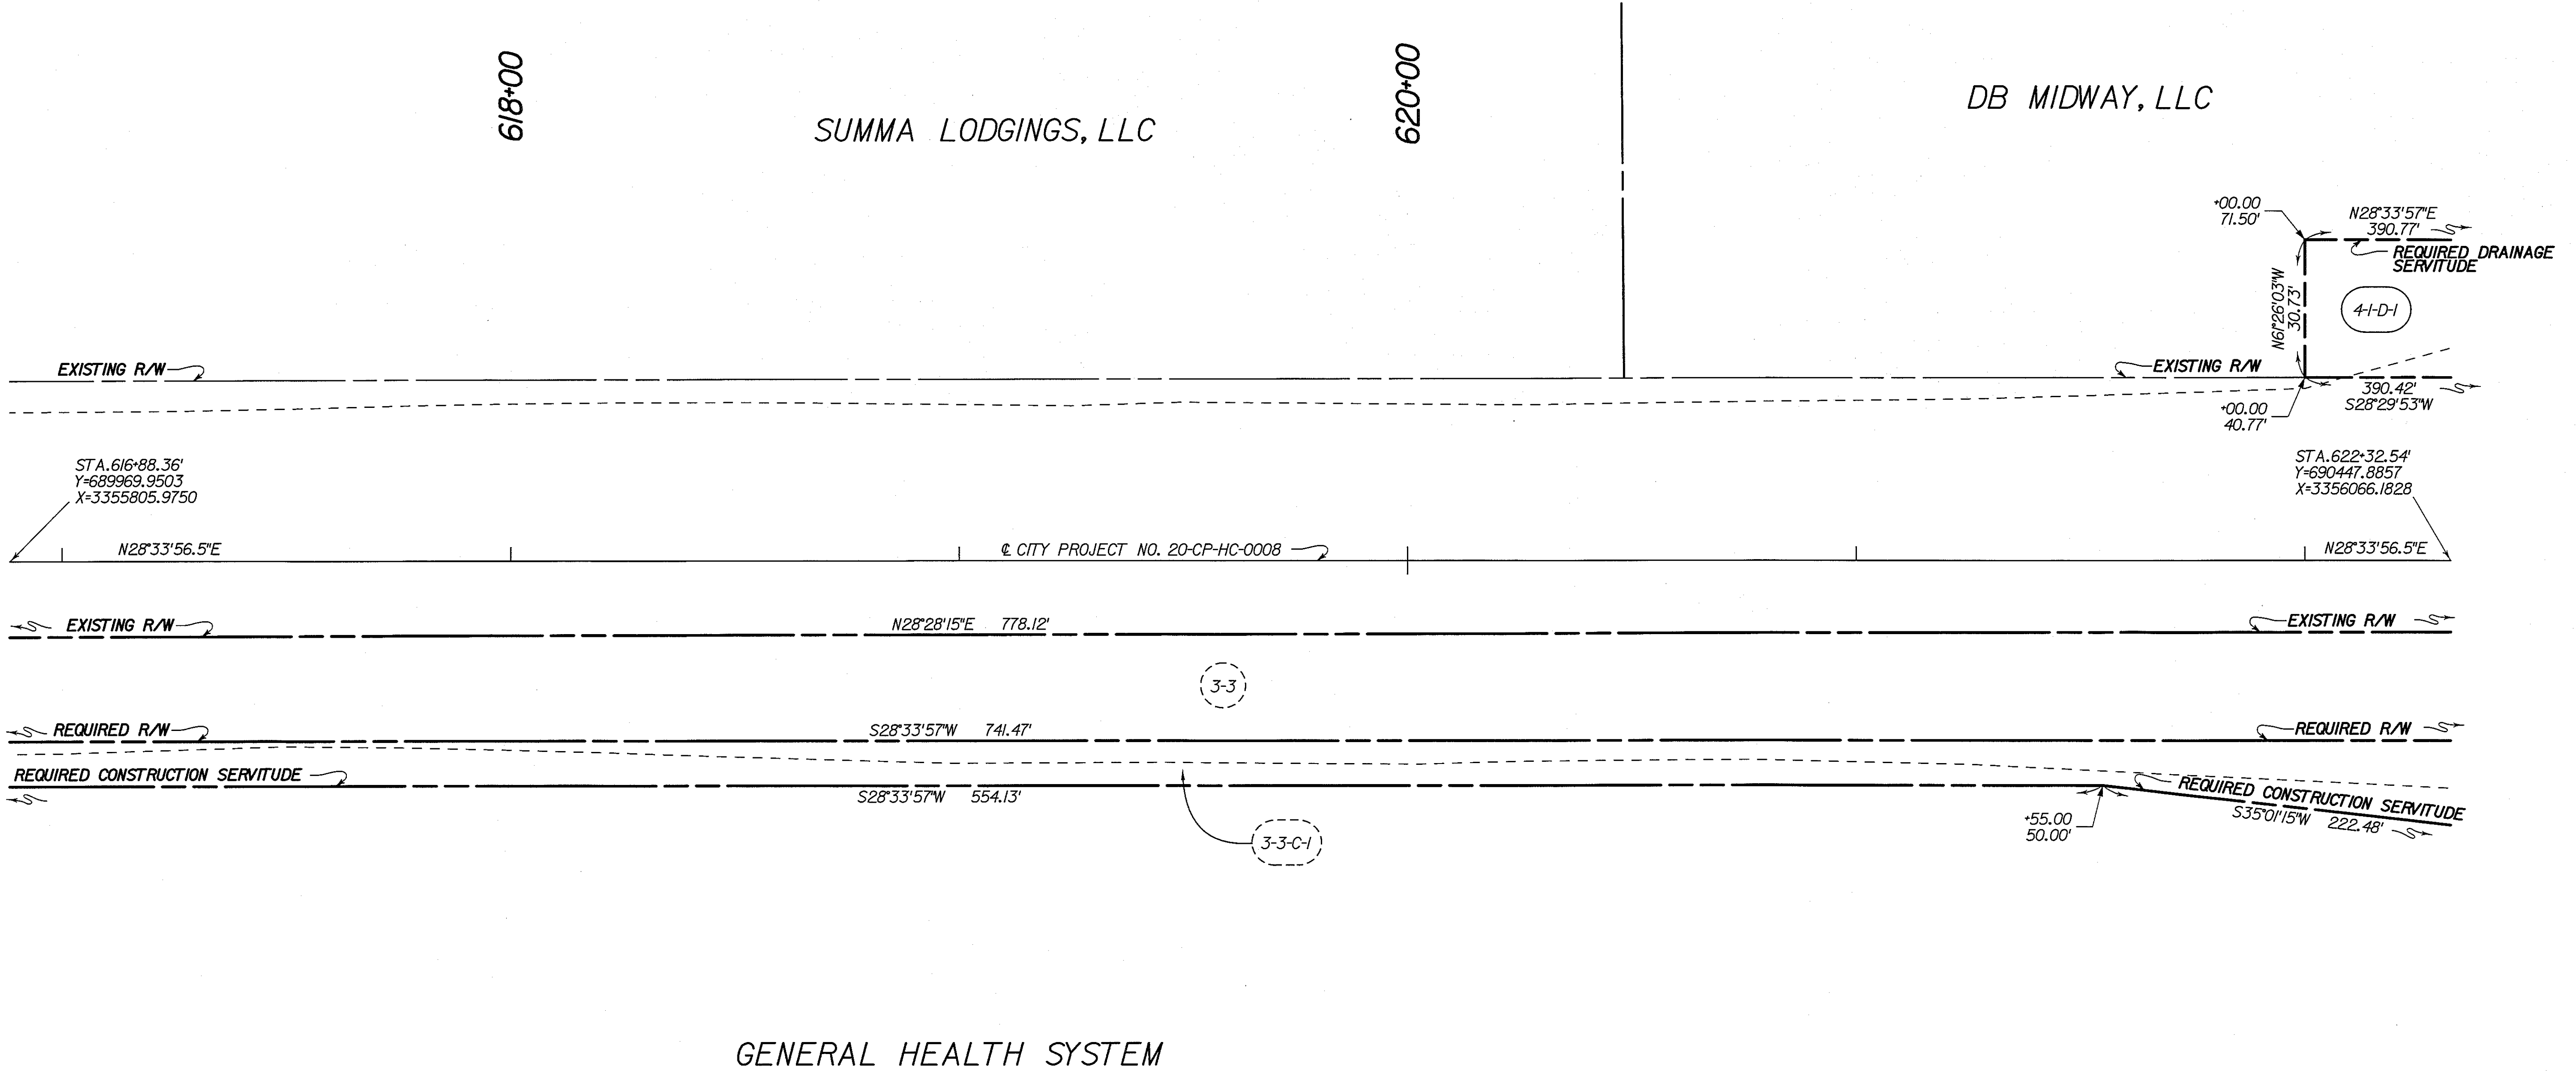 618+00
620+00
SUMMA LODGINGS, LLC
DB MIDWAY, LLC
+00.00
71.50'
N28°33'57"E
390.77'
REQUIRED DRAINAGE
SERVITUDE
N61°26'03"W
30.73'
4-1-D-1
EXISTING R/W
EXISTING R/W
390.42'
S28°29'53"W
+00.00
40.77'
STA.616+88.36'
Y=689969.9503
X=3355805.9750
STA.622+32.54'
Y=690447.8857
X=3356066.1828
N28°33'56.5"E
℄ CITY PROJECT NO. 20-CP-HC-0008
N28°33'56.5"E
EXISTING R/W
N28°28'15"E 778.12'
EXISTING R/W
3-3
REQUIRED R/W
S28°33'57"W 741.47'
REQUIRED R/W
REQUIRED CONSTRUCTION SERVITUDE
S28°33'57"W 554.13'
REQUIRED CONSTRUCTION SERVITUDE
S35°01'15"W 222.48'
+55.00
50.00'
3-3-C-1
GENERAL HEALTH SYSTEM